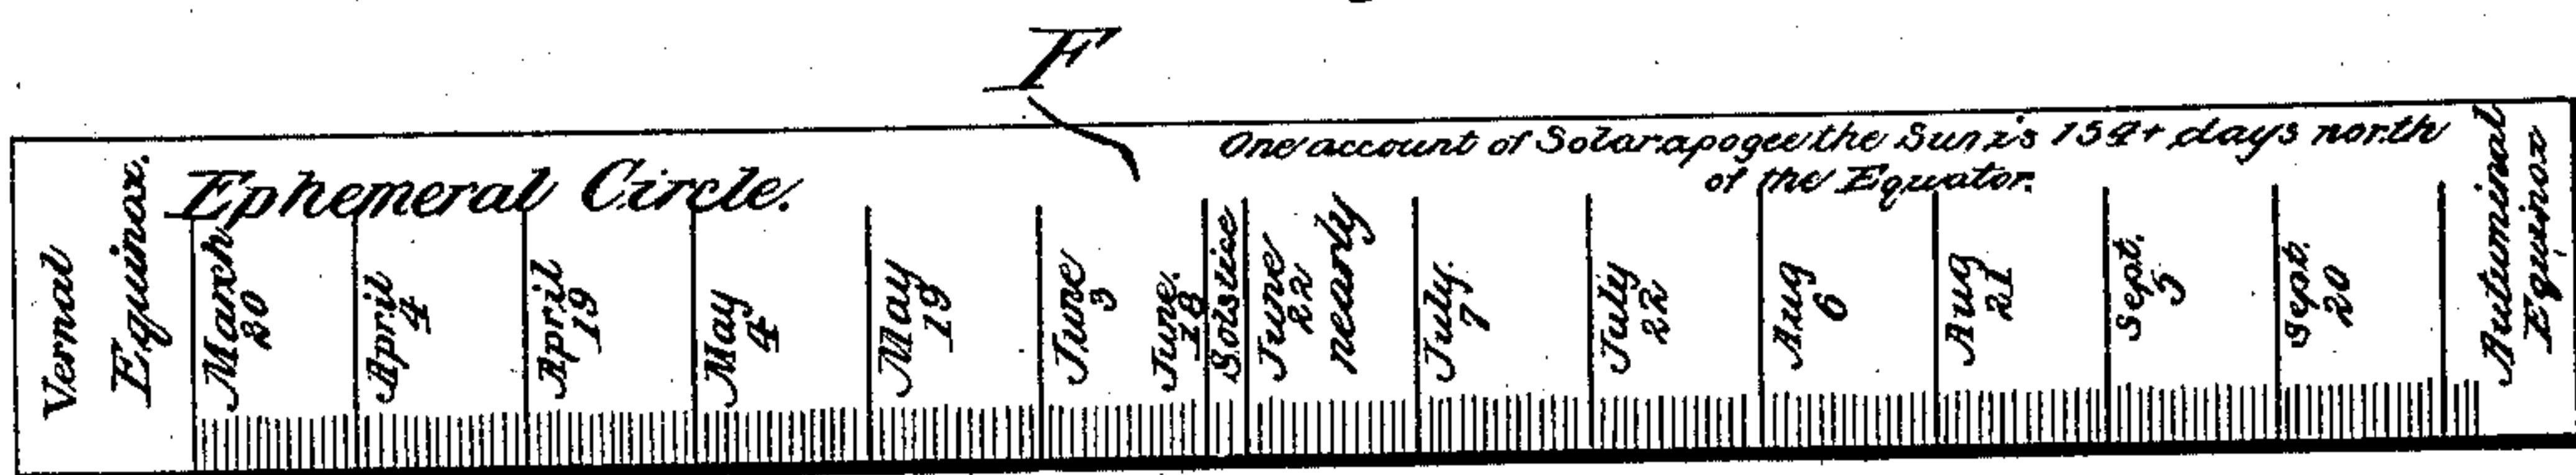 F
One account of Solar apogee the Sun is 184+ days north
of the Equator.
Ephemeral Circle.
Vernal
Equinox.
March
20
April
4
April
19
May
4
May
19
June
3
June.
18
Solstice
June
22
nearly
July.
7
July
22
Aug
6
Aug
21
Sept.
5
Sept.
20
Autuminal
Equinox